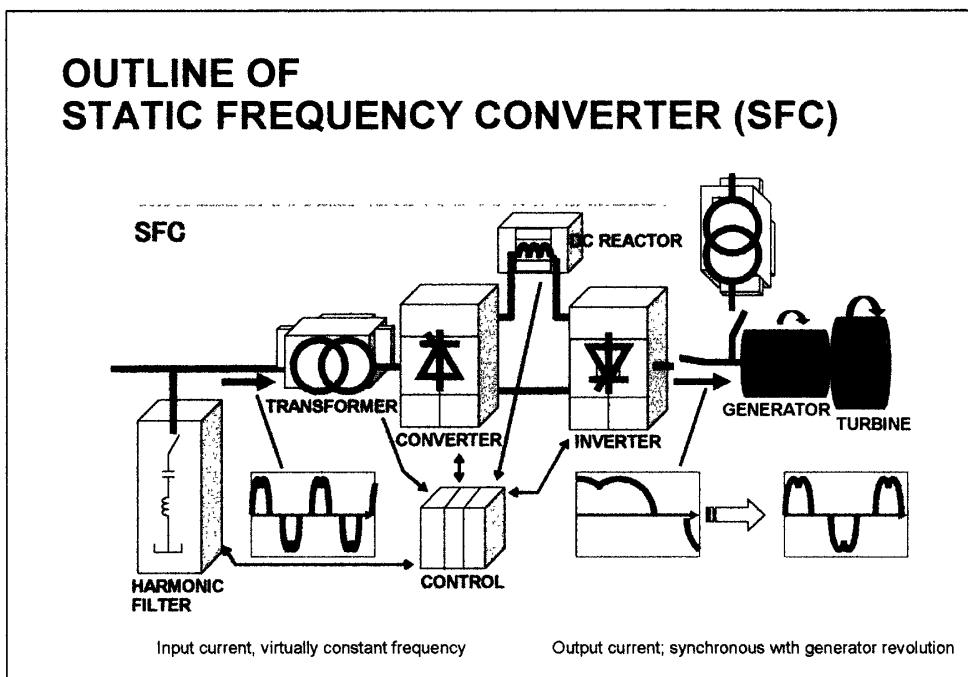 OUTLINE OF
STATIC FREQUENCY CONVERTER (SFC)
SFC
DC REACTOR
TRANSFORMER
CONVERTER
INVERTER
GENERATOR
TURBINE
HARMONIC
FILTER
CONTROL
Input current, virtually constant frequency
Output current; synchronous with generator revolution